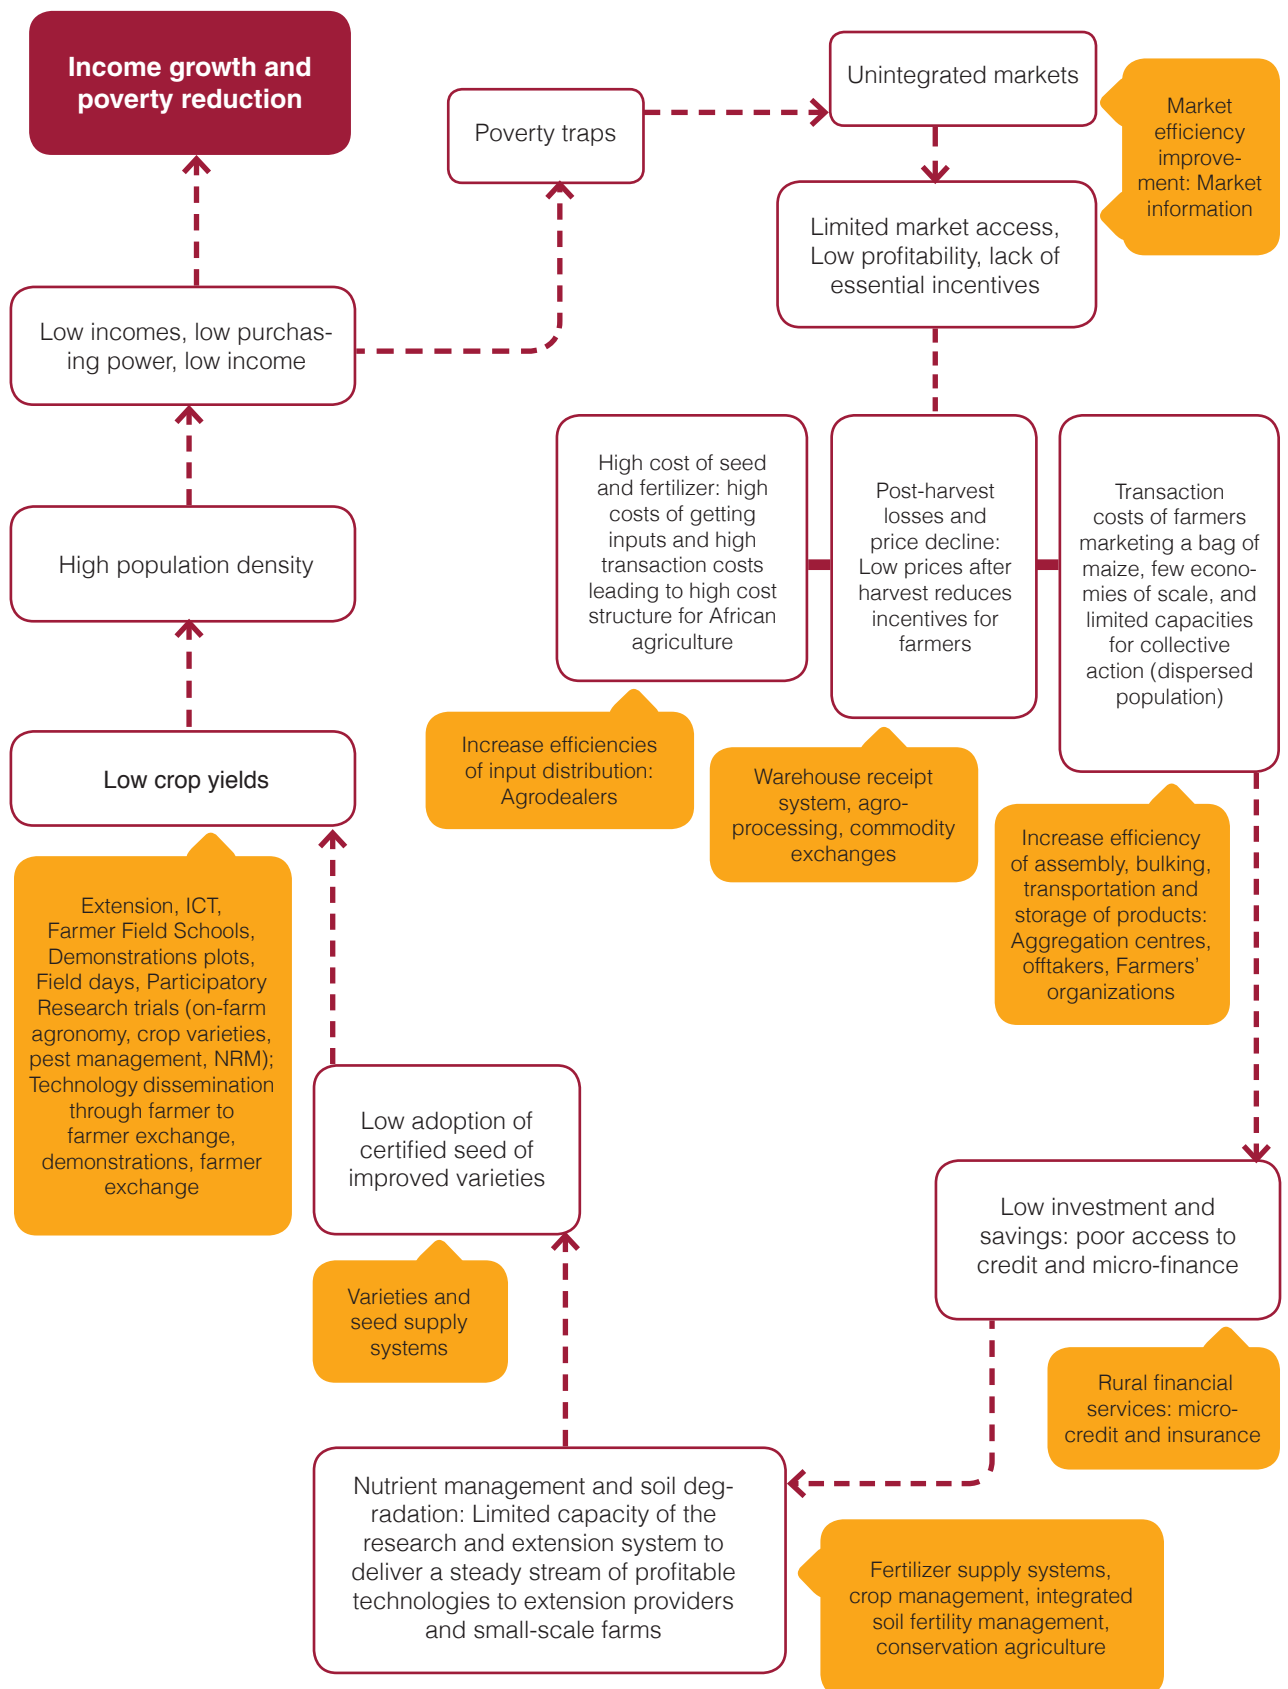 Income growth and
poverty reduction
Poverty traps
Unintegrated markets
Market
efficiency
improve-
ment: Market
information
Limited market access,
Low profitability, lack of
essential incentives
Low incomes, low purchas-
ing power, low income
High cost of seed
and fertilizer: high
costs of getting
inputs and high
transaction costs
leading to high cost
structure for African
agriculture
Post-harvest
losses and
price decline:
Low prices after
harvest reduces
incentives for
farmers
Transaction
costs of farmers
marketing a bag of
maize, few econo-
mies of scale, and
limited capacities
for collective
action (dispersed
population)
High population density
Increase efficiencies
of input distribution:
Agrodealers
Warehouse receipt
system, agro-
processing, commodity
exchanges
Increase efficiency
of assembly, bulking,
transportation and
storage of products:
Aggregation centres,
offtakers, Farmers'
organizations
Low crop yields
Extension, ICT,
Farmer Field Schools,
Demonstrations plots,
Field days, Participatory
Research trials (on-farm
agronomy, crop varieties,
pest management, NRM);
Technology dissemination
through farmer to
farmer exchange,
demonstrations, farmer
exchange
Low adoption of
certified seed of
improved varieties
Low investment and
savings: poor access to
credit and micro-finance
Varieties and
seed supply
systems
Rural financial
services: micro-
credit and insurance
Nutrient management and soil deg-
radation: Limited capacity of the
research and extension system to
deliver a steady stream of profitable
technologies to extension providers
and small-scale farms
Fertilizer supply systems,
crop management, integrated
soil fertility management,
conservation agriculture